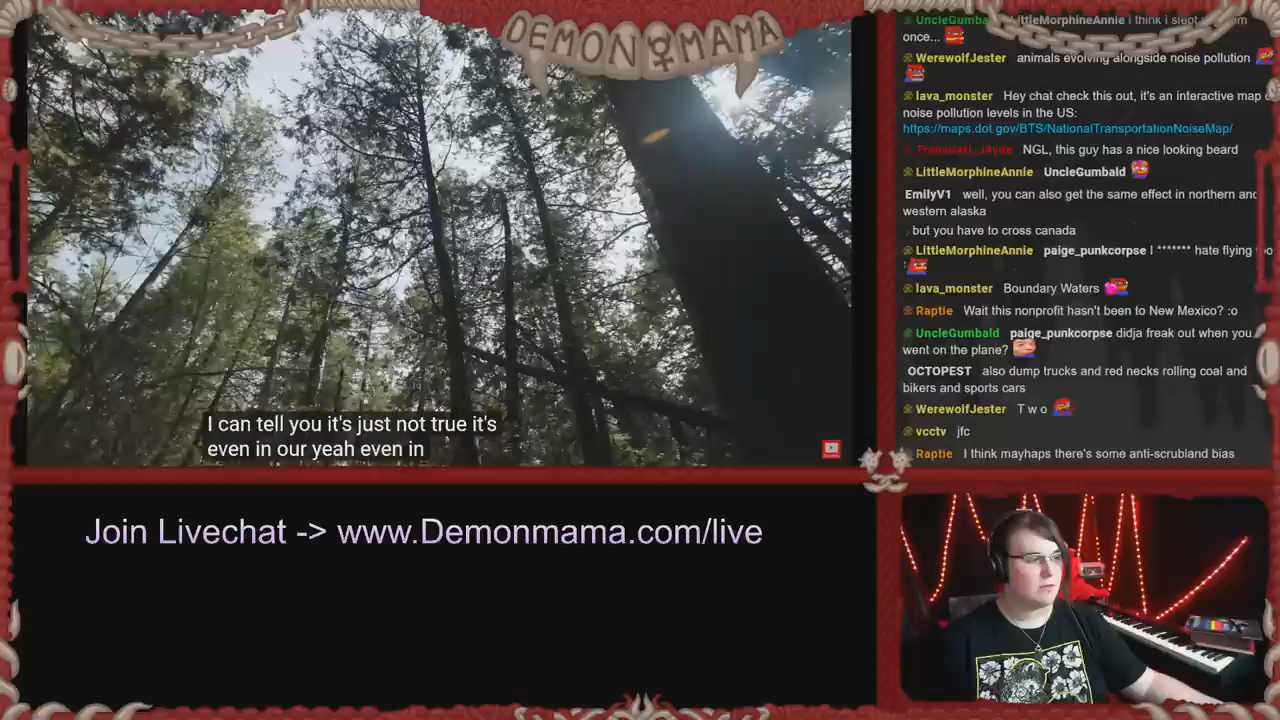 DEMON MAMA
I can tell you it's just not true it's
even in our yeah even in
Join Livechat -> www.Demonmama.com/live
UncleGumba LittleMorphineAnnie i think i slept
once...
WerewolfJester animals evolving alongside noise pollution
lava_monster Hey chat check this out, it's an interactive map
noise pollution levels in the US:
https://maps.dot.gov/BTS/NationalTransportationNoiseMap/
NGL, this guy has a nice looking beard
LittleMorphineAnnie UncleGumbald
EmilyV1 well, you can also get the same effect in northern and
western alaska
but you have to cross canada
LittleMorphineAnnie paige_punkcorpse I ******* hate flying
lava_monster Boundary Waters
Raptie Wait this nonprofit hasn't been to New Mexico? :o
UncleGumbald paige_punkcorpse didja freak out when you
went on the plane?
OCTOPEST also dump trucks and red necks rolling coal and
bikers and sports cars
WerewolfJester T w o
vcctv jfc
Raptie I think mayhaps there's some anti-scrubland bias